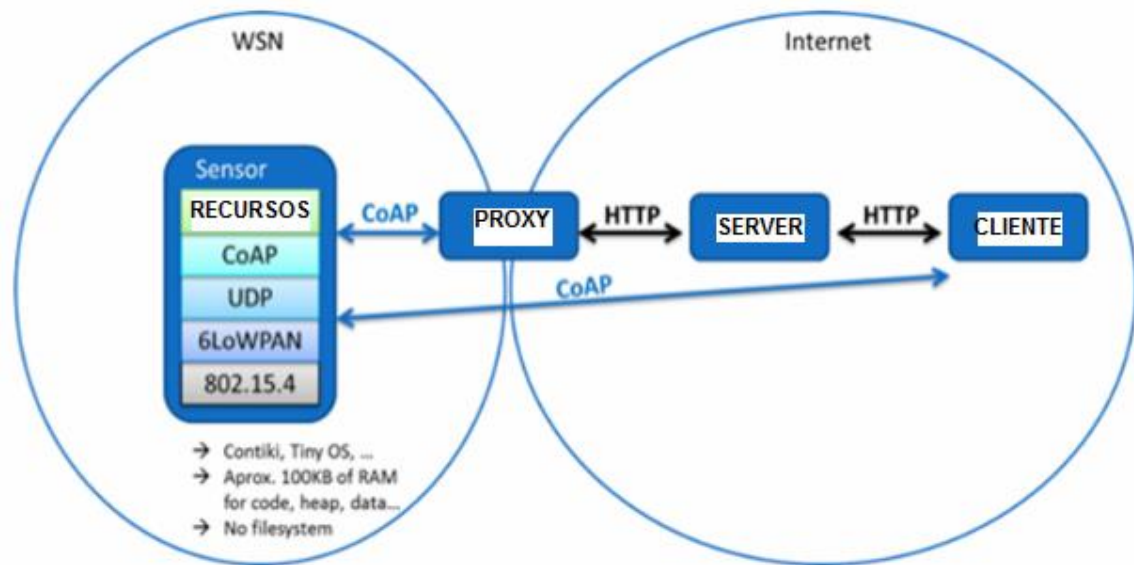 WSN
Internet
Sensor
RECURSOS
CoAP
UDP
6LoWPAN
802.15.4
CoAP
PROXY
HTTP
SERVER
HTTP
CLIENTE
CoAP
→ Contiki, Tiny OS, ...
→ Aprox. 100KB of RAM
for code, heap, data...
→ No filesystem